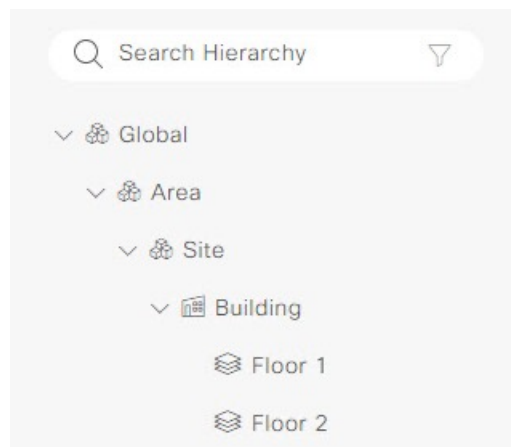 Search Hierarchy
Global
Area
Site
Building
Floor 1
Floor 2